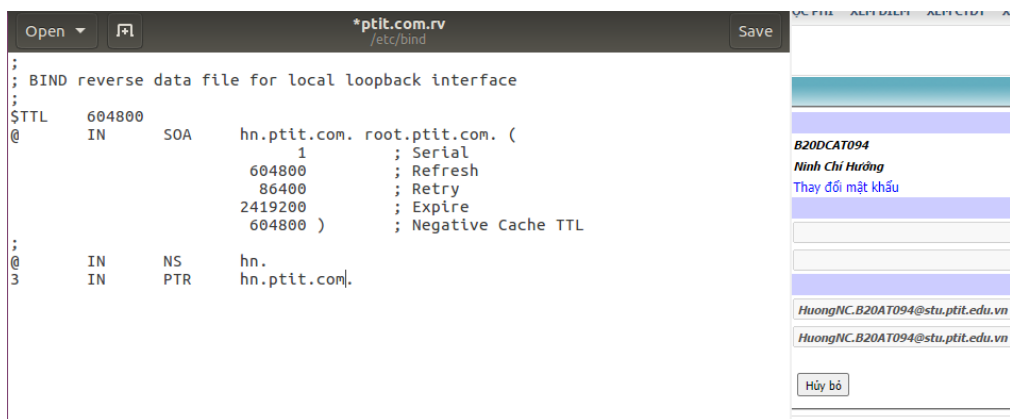 Open
*ptit.com.rv
/etc/bind
Save
;
; BIND reverse data file for local loopback interface
;
$TTL 604800
@ IN SOA hn.ptit.com. root.ptit.com. (
1 ; Serial
604800 ; Refresh
86400 ; Retry
2419200 ; Expire
604800 ) ; Negative Cache TTL
;
@ IN NS hn.
3 IN PTR hn.ptit.com.
B20DCAT094
Ninh Chí Hướng
Thay đổi mật khẩu
HuongNC.B20AT094@stu.ptit.edu.vn
HuongNC.B20AT094@stu.ptit.edu.vn
Hủy bỏ